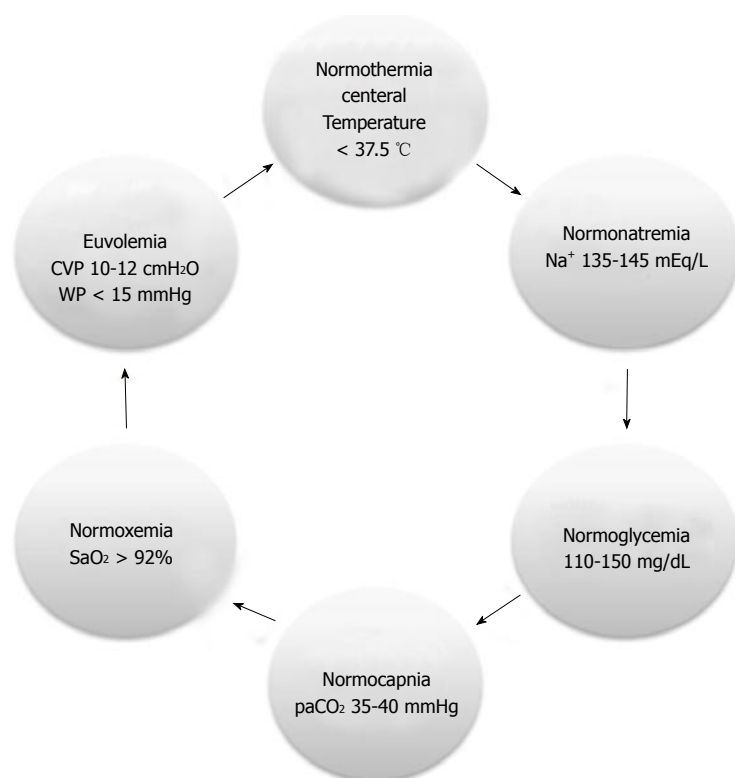 Normothermia
centeral
Temperature
< 37.5 ℃
Normonatremia
Na⁺ 135-145 mEq/L
Normoglycemia
110-150 mg/dL
Normocapnia
paCO₂ 35-40 mmHg
Normoxemia
SaO₂ > 92%
Euvolemia
CVP 10-12 cmH₂O
WP < 15 mmHg